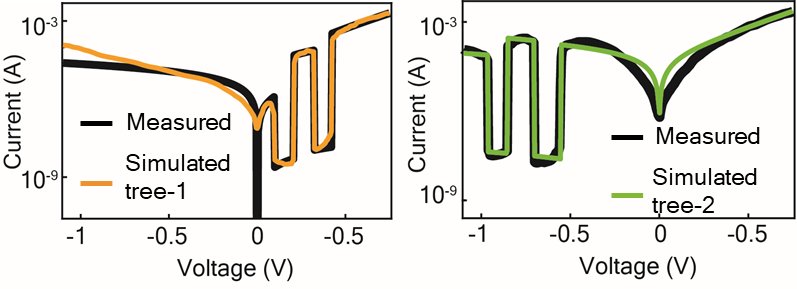 10-3
10-9
Current (A)
Measured
Simulated
tree-1
-1
-0.5
0
-0.5
Voltage (V)
10-3
10-9
Current (A)
Measured
Simulated
tree-2
-1
-0.5
0
-0.5
Voltage (V)